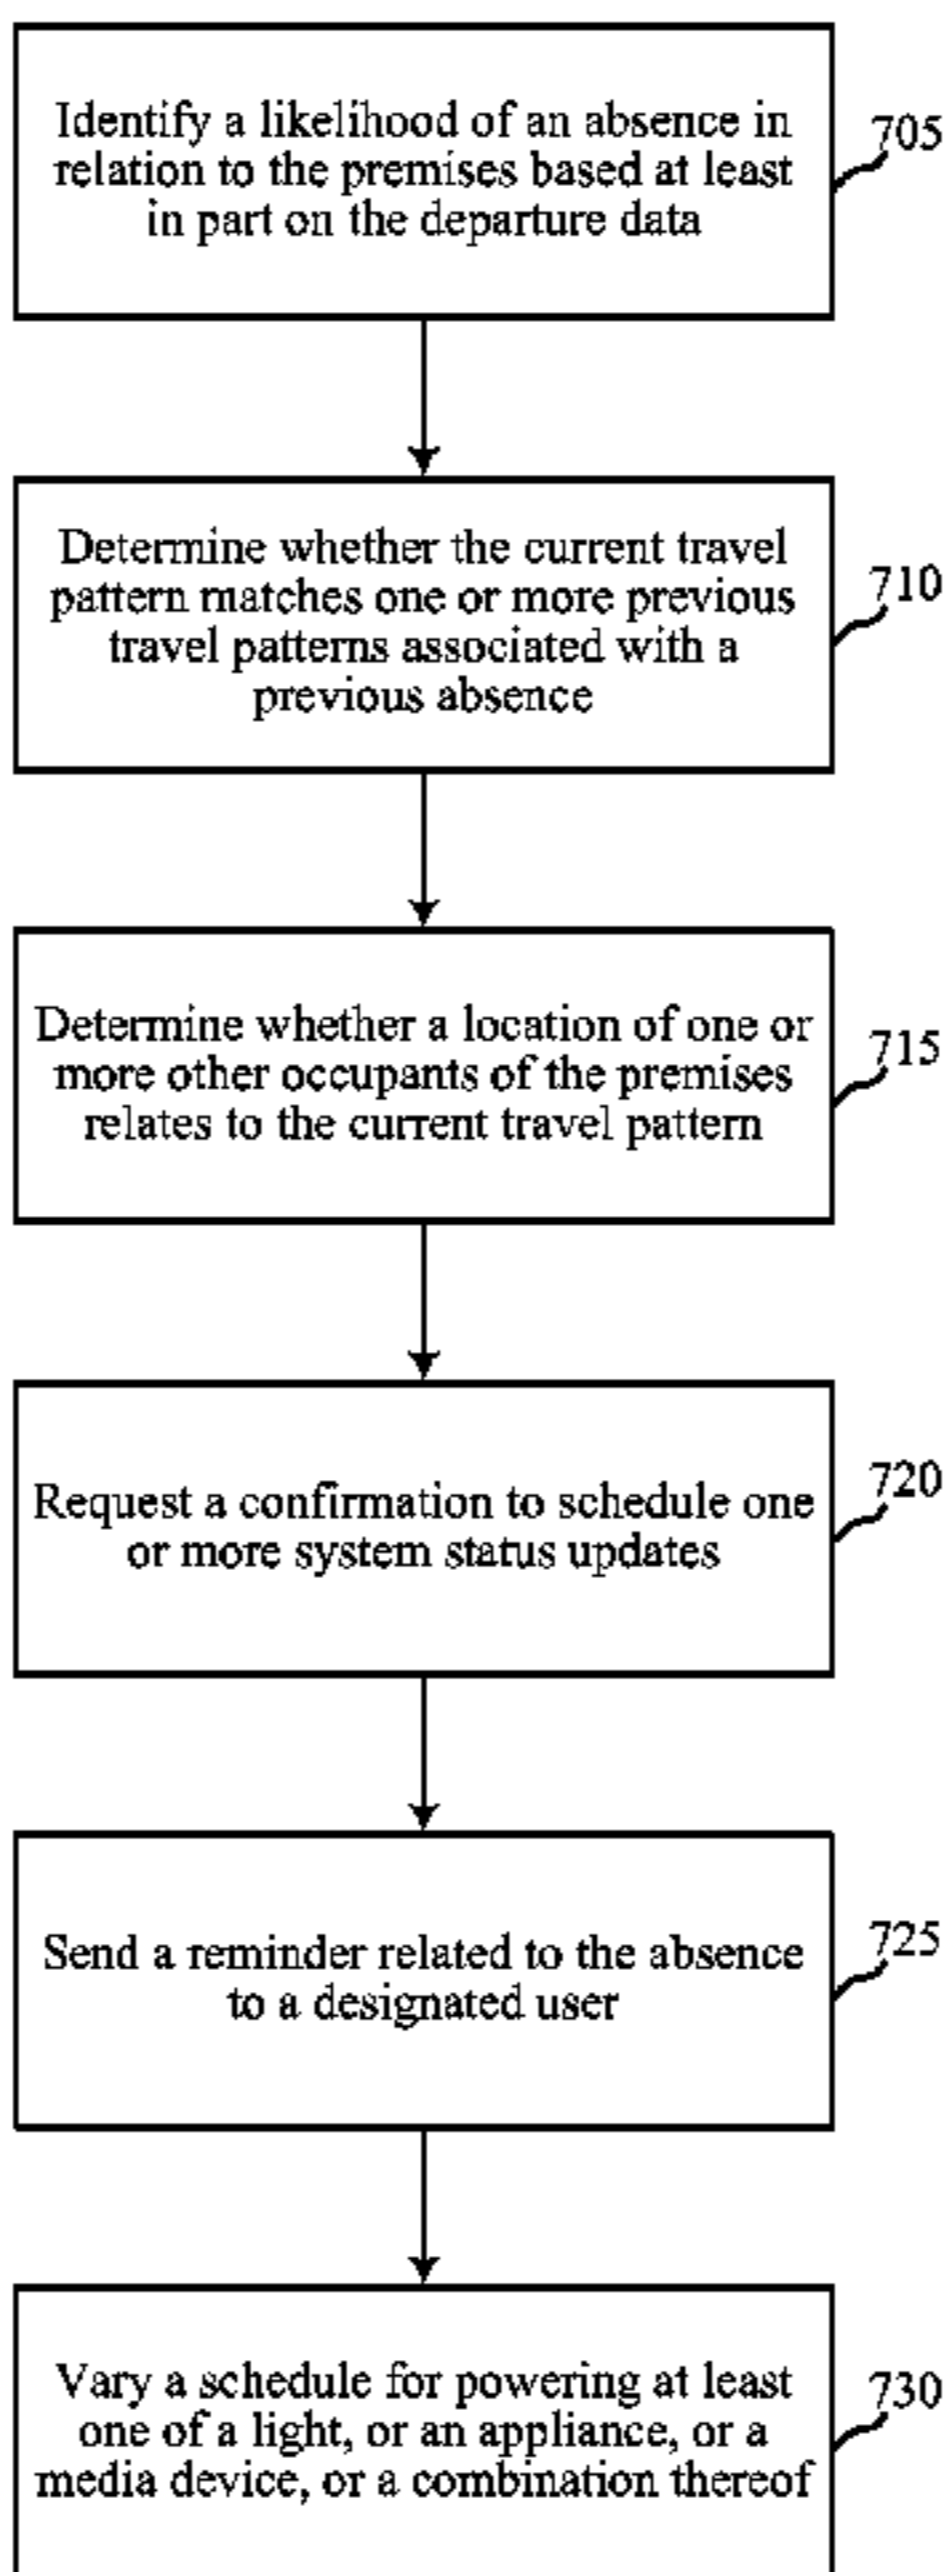 Identify a likelihood of an absence in
relation to the premises based at least
in part on the departure data
705
Determine whether the current travel
pattern matches one or more previous
travel patterns associated with a
previous absence
710
Determine whether a location of one or
more other occupants of the premises
relates to the current travel pattern
715
Request a confirmation to schedule one
or more system status updates
720
Send a reminder related to the absence
to a designated user
725
Vary a schedule for powering at least
one of a light, or an appliance, or a
media device, or a combination thereof
730